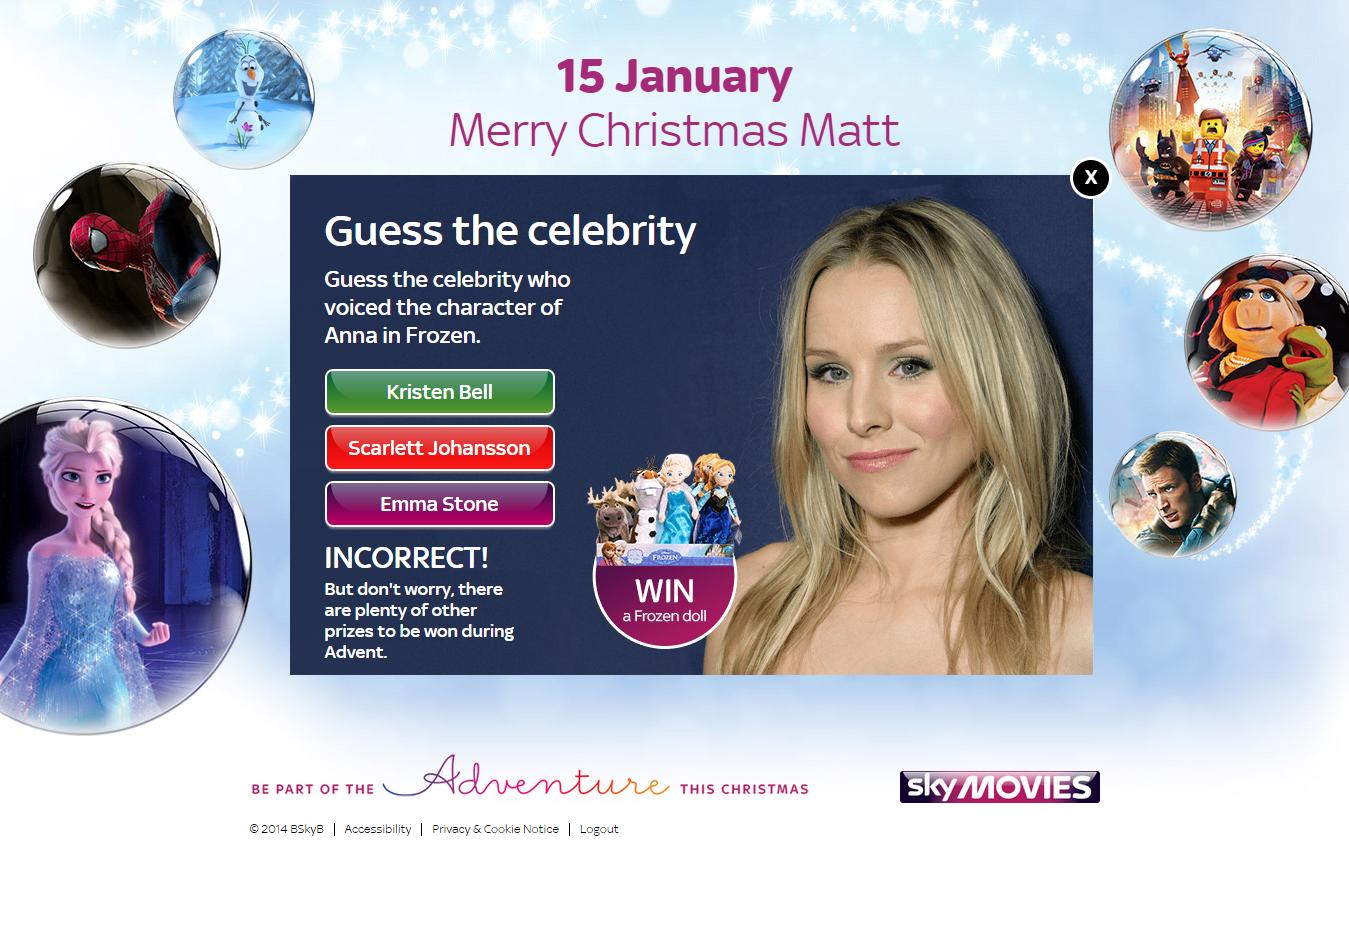 15 January
Merry Christmas Matt
X
Guess the celebrity
Guess the celebrity who
voiced the character of
Anna in Frozen.
Kristen Bell
Scarlett Johansson
Emma Stone
INCORRECT!
But don't worry, there
are plenty of other
prizes to be won during
Advent.
FROZEN
WIN
a Frozen doll
BE PART OF THE Adventure THIS CHRISTMAS
sky MOVIES
© 2014 BSkyB | Accessibility | Privacy & Cookie Notice | Logout